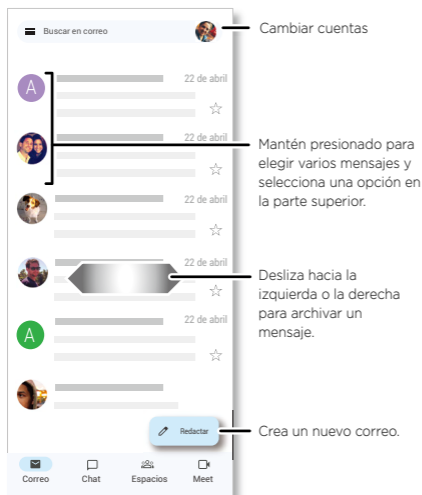 Buscar en correo
Cambiar cuentas
A
22 de abril
22 de abril
Mantén presionado para
elegir varios mensajes y
selecciona una opción en
la parte superior.
22 de abril
22 de abril
Desliza hacia la
izquierda o la derecha
para archivar un
mensaje.
A
22 de abril
Redactar
Crea un nuevo correo.
Correo
Chat
Espacios
Meet